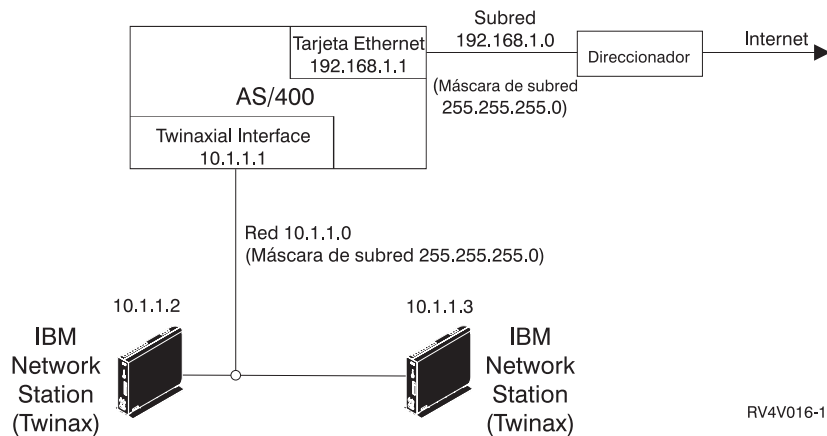 Tarjeta Ethernet
192.168.1.1
AS/400
Twinaxial Interface
10.1.1.1
Subred
192.168.1.0
(Máscara de subred
255.255.255.0)
Direccionador
Internet
Red 10.1.1.0
(Máscara de subred 255.255.255.0)
10.1.1.2
IBM
Network
Station
(Twinax)
10.1.1.3
IBM
Network
Station
(Twinax)
RV4V016-1